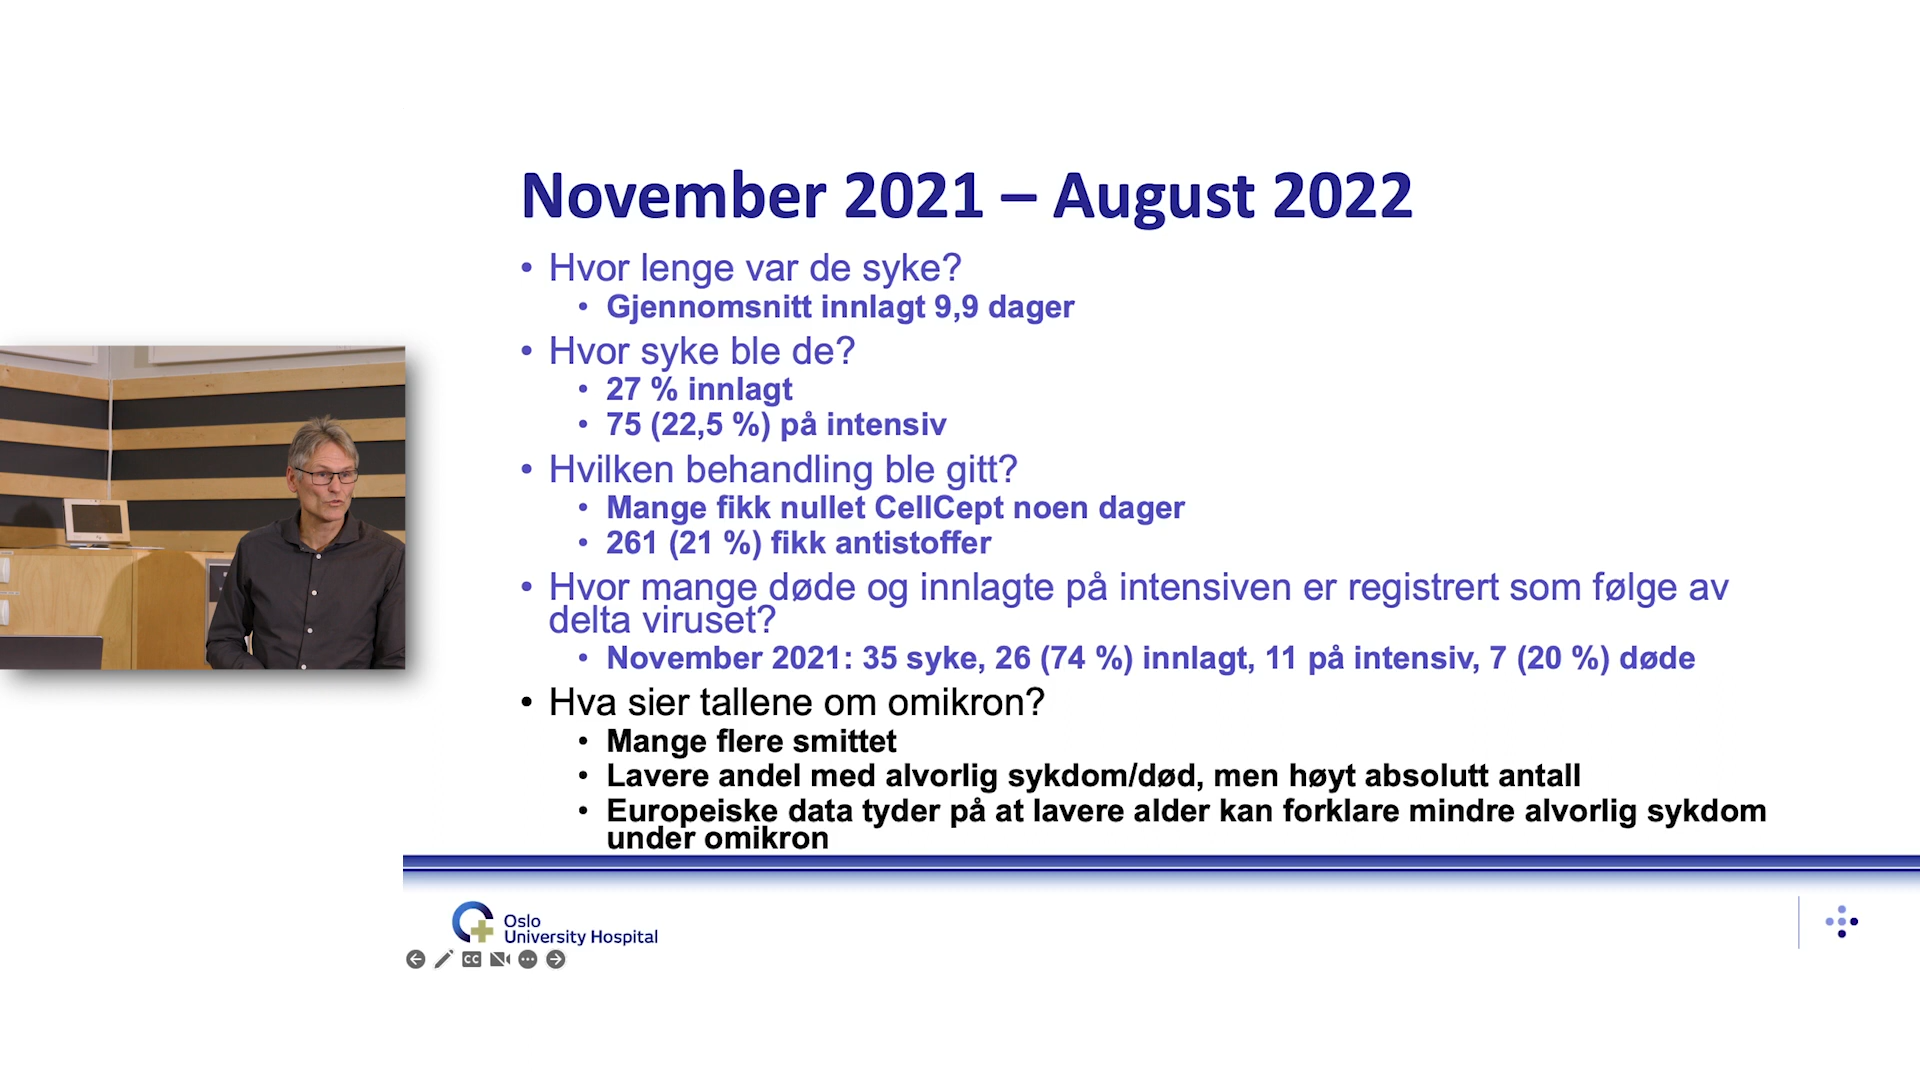 November 2021 – August 2022
• Hvor lenge var de syke?
• Gjennomsnitt innlagt 9,9 dager
• Hvor syke ble de?
• 27 % innlagt
• 75 (22,5 %) på intensiv
• Hvilken behandling ble gitt?
• Mange fikk nullet CellCept noen dager
• 261 (21 %) fikk antistoffer
• Hvor mange døde og innlagte på intensiven er registrert som følge av
delta viruset?
• November 2021: 35 syke, 26 (74 %) innlagt, 11 på intensiv, 7 (20 %) døde
• Hva sier tallene om omikron?
• Mange flere smittet
• Lavere andel med alvorlig sykdom/død, men høyt absolutt antall
• Europeiske data tyder på at lavere alder kan forklare mindre alvorlig sykdom
under omikron
Oslo
University Hospital
CC